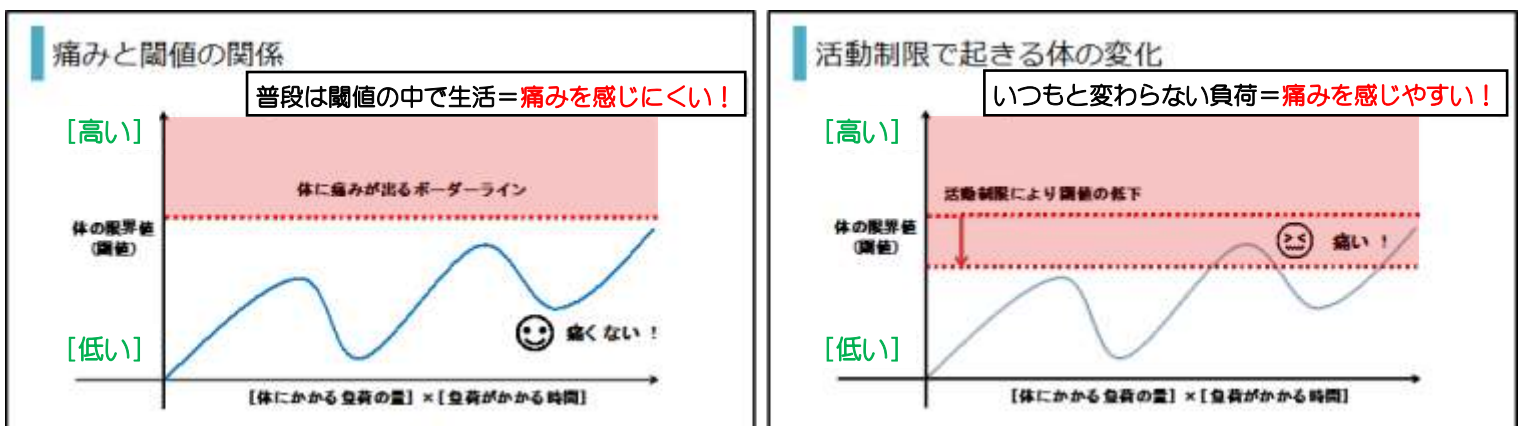 痛みと閾値の関係
普段は閾値の中で生活＝痛みを感じにくい！
[高い]
体に痛みが出るボーダーライン
体の限界値
（閾値）
痛くない！
[低い]
[体にかかる負荷の量]×[負荷がかかる時間]
活動制限で起きる体の変化
いつもと変わらない負荷＝痛みを感じやすい！
[高い]
活動制限により閾値の低下
体の限界値
（閾値）
痛い！
[低い]
[体にかかる負荷の量]×[負荷がかかる時間]